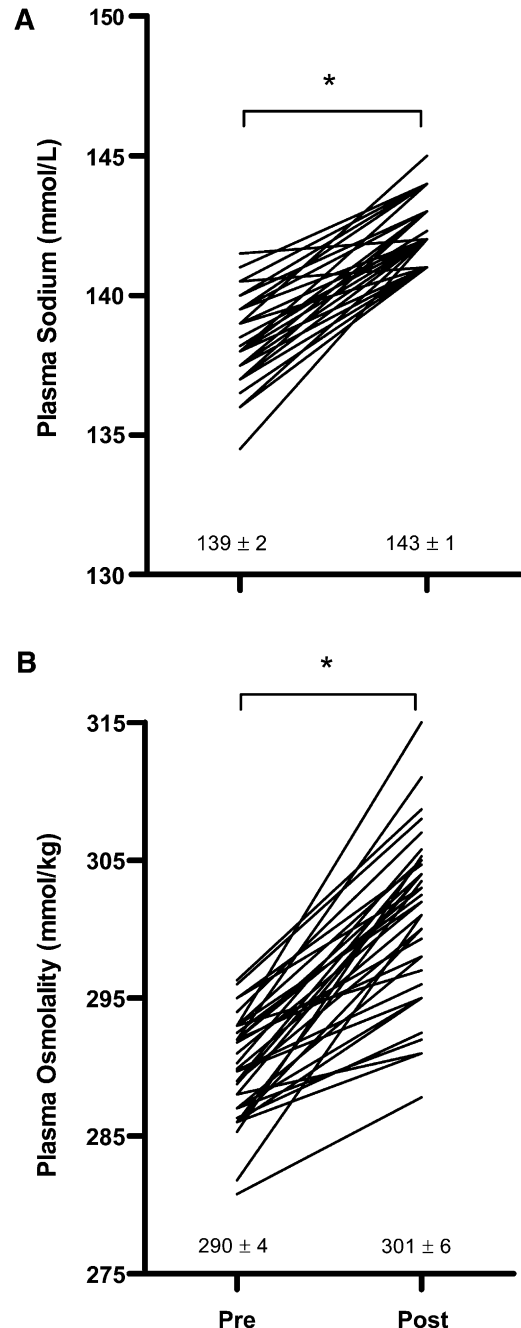 A
150
*
145
Plasma Sodium (mmol/L)
140
135
139 ± 2
143 ± 1
130
B
*
315
305
Plasma Osmolality (mmol/kg)
295
285
290 ± 4
301 ± 6
275
Pre
Post